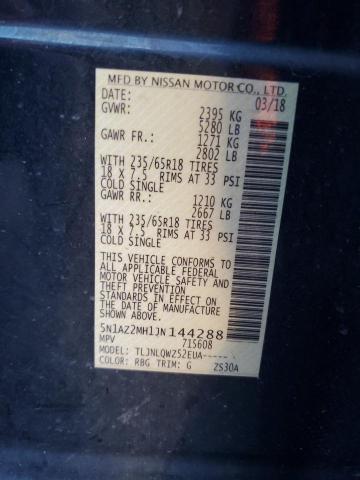 MFD BY NISSAN MOTOR CO., LTD.
DATE: 03/18
GVWR: 2395 KG
5280 LB
GAWR FR.: 1271 KG
2802 LB
WITH 235/65R18 TIRES
18 X 7.5 RIMS AT 33 PSI
COLD SINGLE
GAWR RR.: 1210 KG
2667 LB
WITH 235/65R18 TIRES
18 X 7.5 RIMS AT 33 PSI
COLD SINGLE
THIS VEHICLE CONFORMS TO
ALL APPLICABLE FEDERAL
MOTOR VEHICLE SAFETY AND
THEFT PREVENTION
STANDARDS IN EFFECT ON
THE DATE OF MANUFACTURE
5N1AZ2MH1JN144288
MPV 715608
MODEL: TLJNLQWZ52EUA-----
COLOR: RBG TRIM: G ZS30A